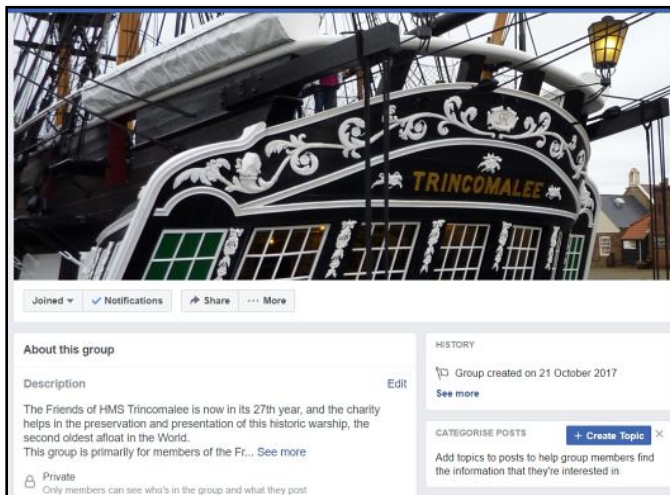 TRINCOMALEE
Joined
Notifications
Share
··· More
About this group
Description
Edit
The Friends of HMS Trincomalee is now in its 27th year, and the charity
helps in the preservation and presentation of this historic warship, the
second oldest afloat in the World.
This group is primarily for members of the Fr... See more
Private
Only members can see who's in the group and what they post
HISTORY
Group created on 21 October 2017
See more
CATEGORISE POSTS
+ Create Topic
×
Add topics to posts to help group members find
the information that they're interested in.